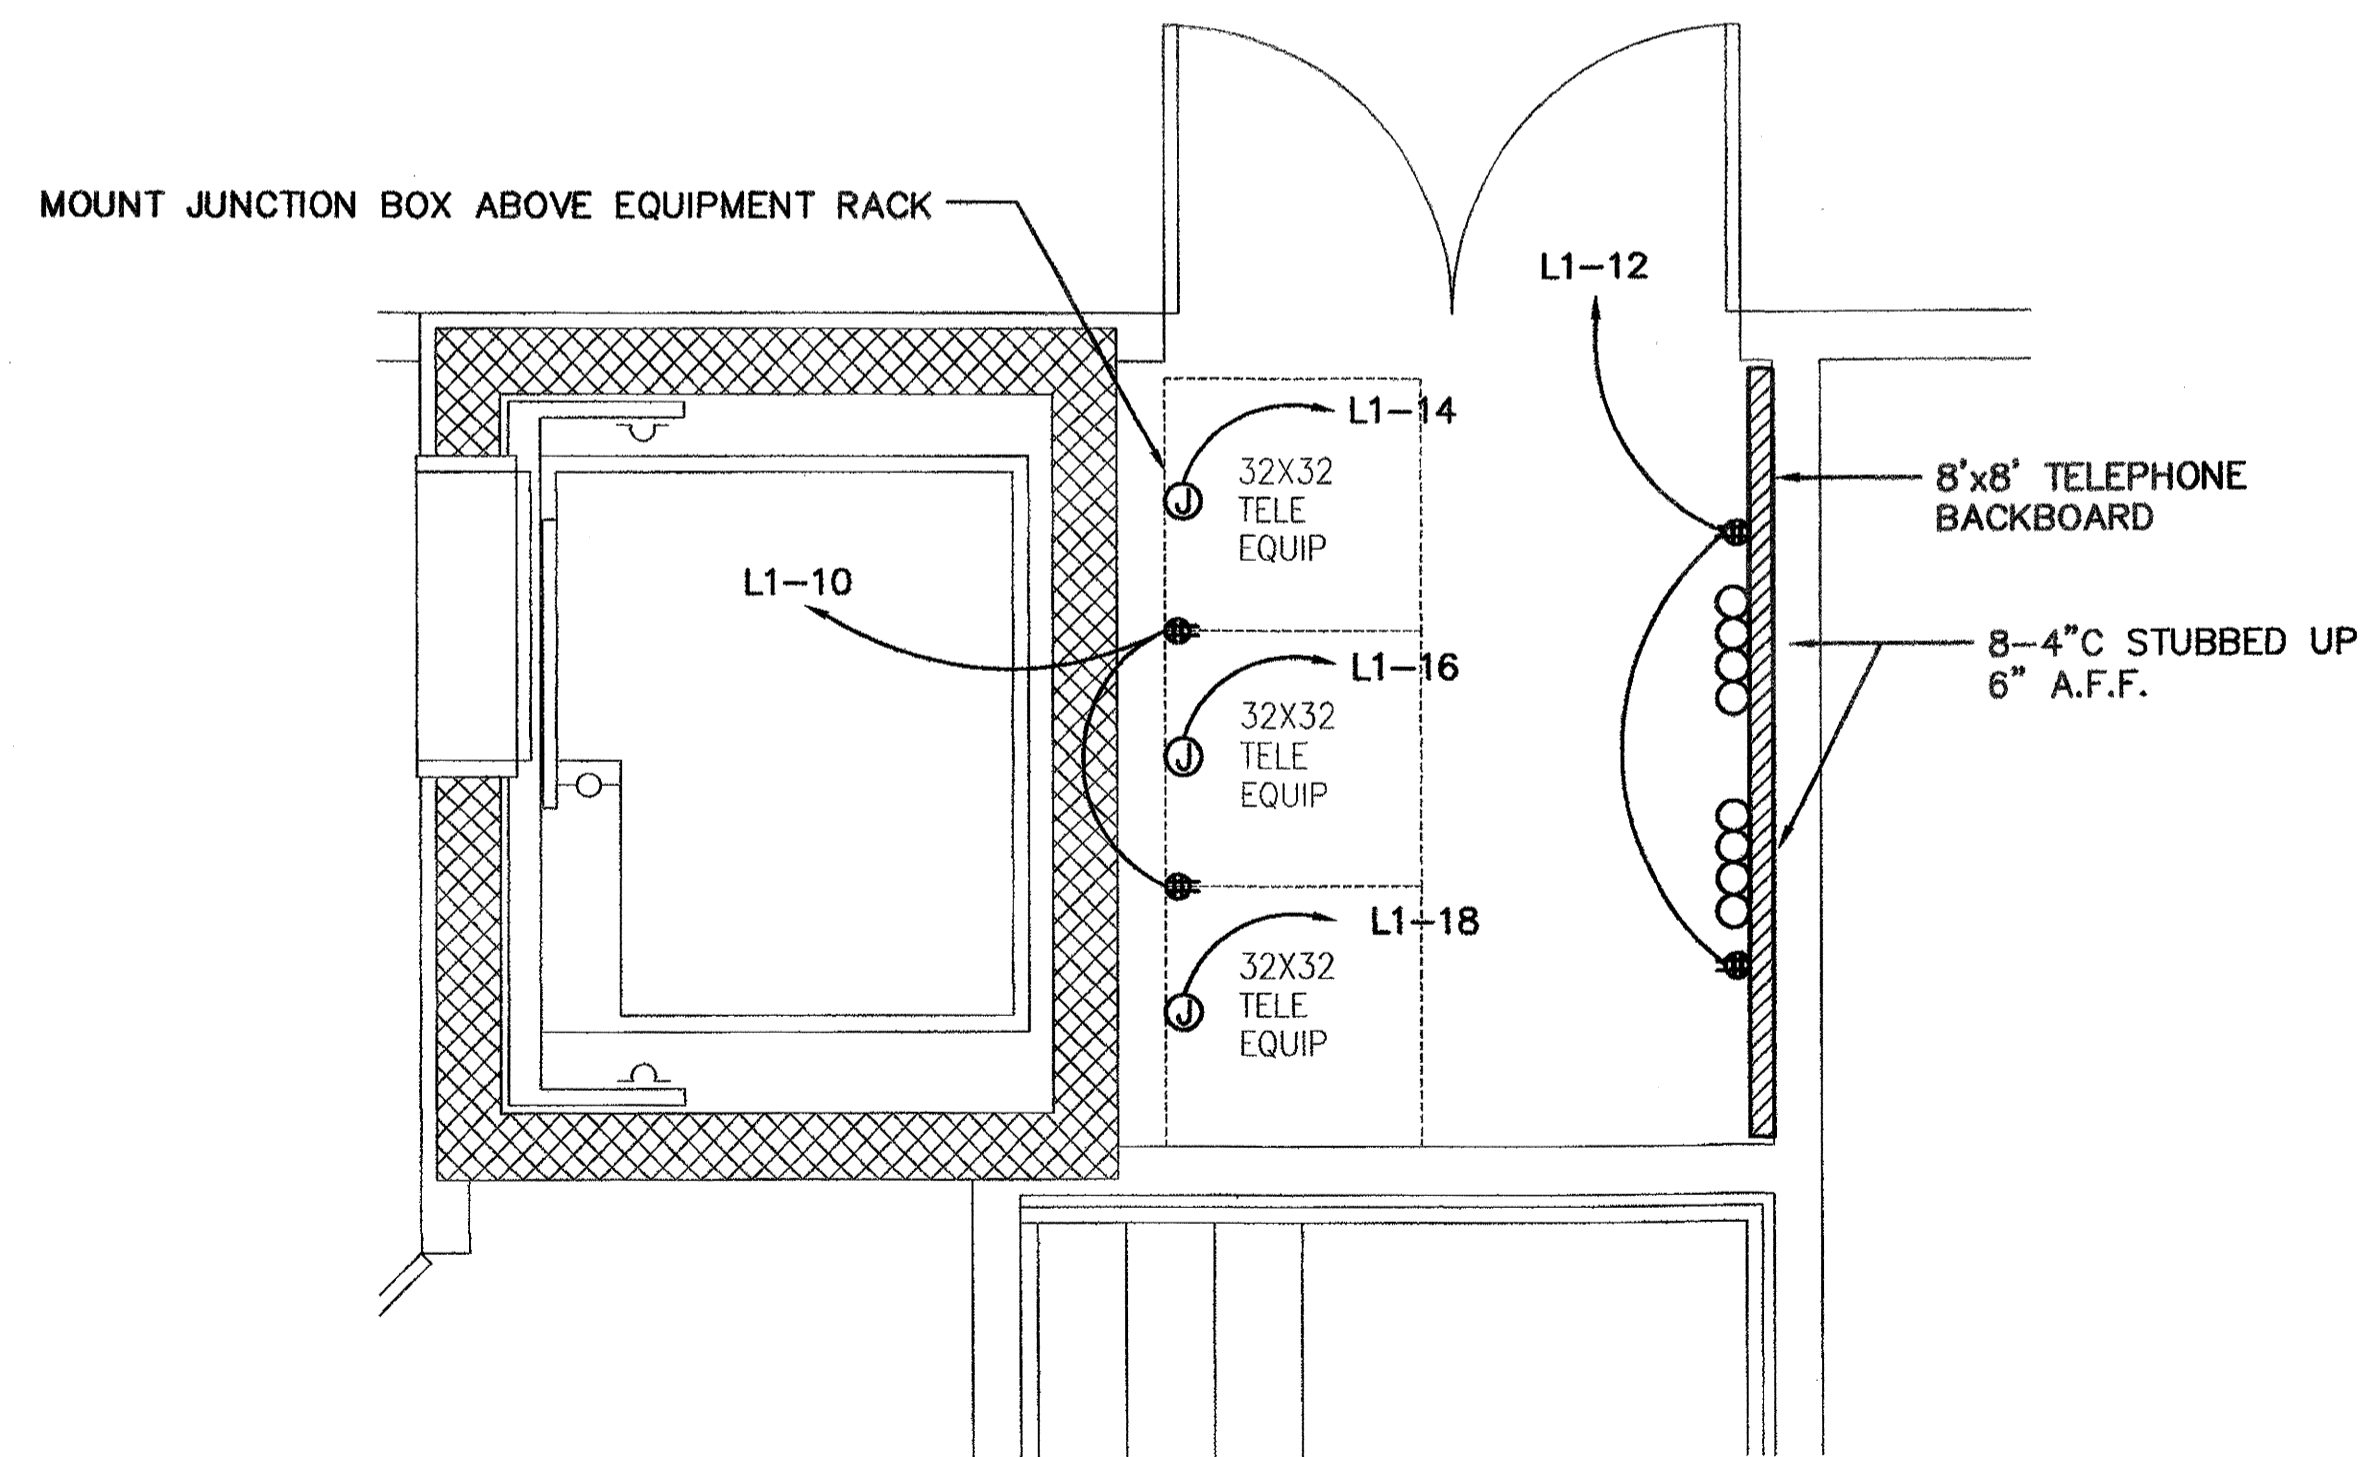 MOUNT JUNCTION BOX ABOVE EQUIPMENT RACK
L1-12
L1-14
32X32
TELE
EQUIP
J
8'x8' TELEPHONE
BACKBOARD
L1-10
8-4"C STUBBED UP
6" A.F.F.
L1-16
32X32
TELE
EQUIP
J
L1-18
32X32
TELE
EQUIP
J